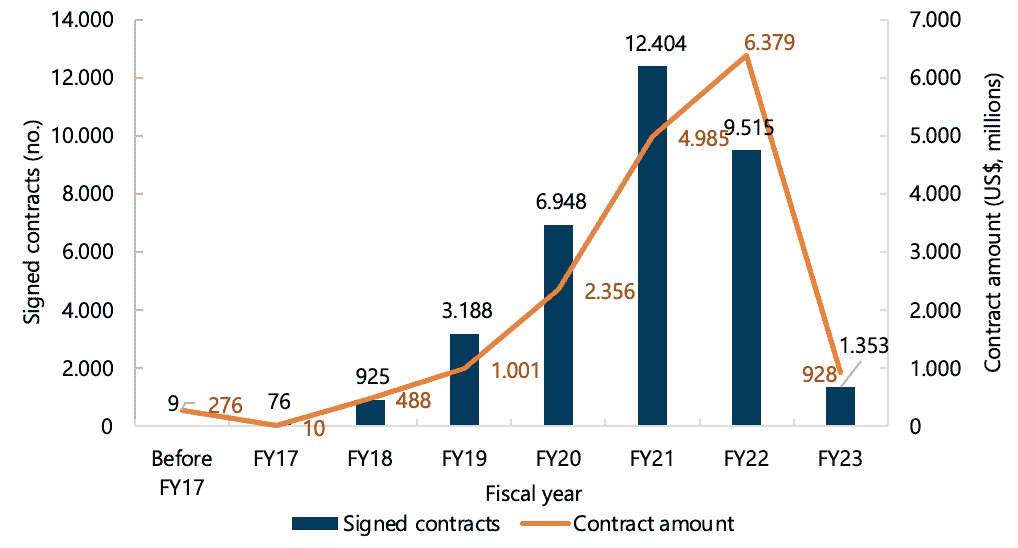 14.000
12.000
10.000
8.000
6.000
4.000
2.000
0
Signed contracts (no.)
7.000
6.000
5.000
4.000
3.000
2.000
1.000
0
Contract amount (US$, millions)
9
76
925
3.188
6.948
12.404
9.515
1.353
276
10
488
1.001
2.356
4.985
6.379
928
Before
FY17
FY17
FY18
FY19
FY20
FY21
FY22
FY23
Fiscal year
Signed contracts
Contract amount